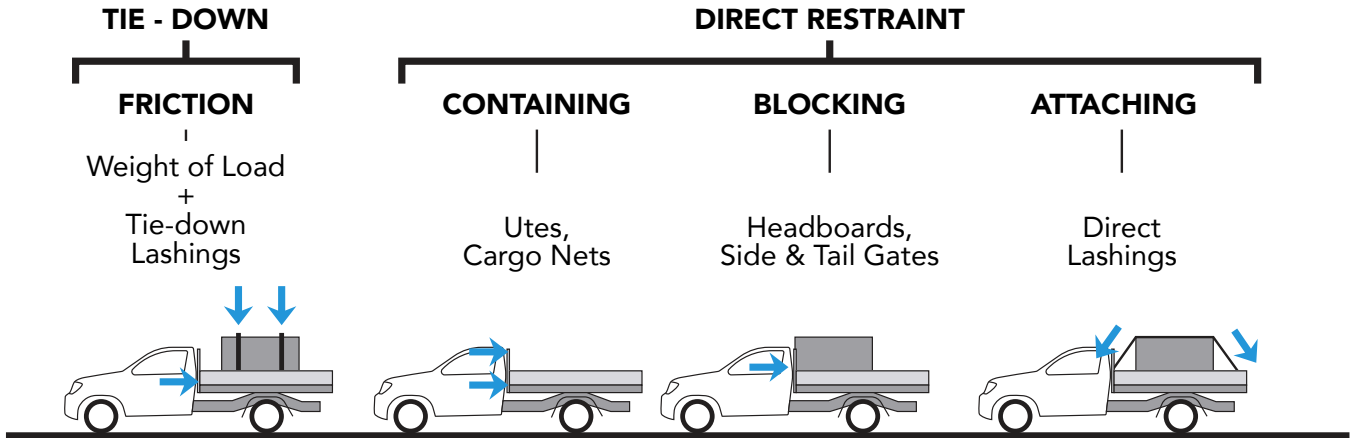 TIE - DOWN
DIRECT RESTRAINT
FRICTION
CONTAINING
BLOCKING
ATTACHING
Weight of Load
+
Tie-down
Lashings
Utes,
Cargo Nets
Headboards,
Side & Tail Gates
Direct
Lashings